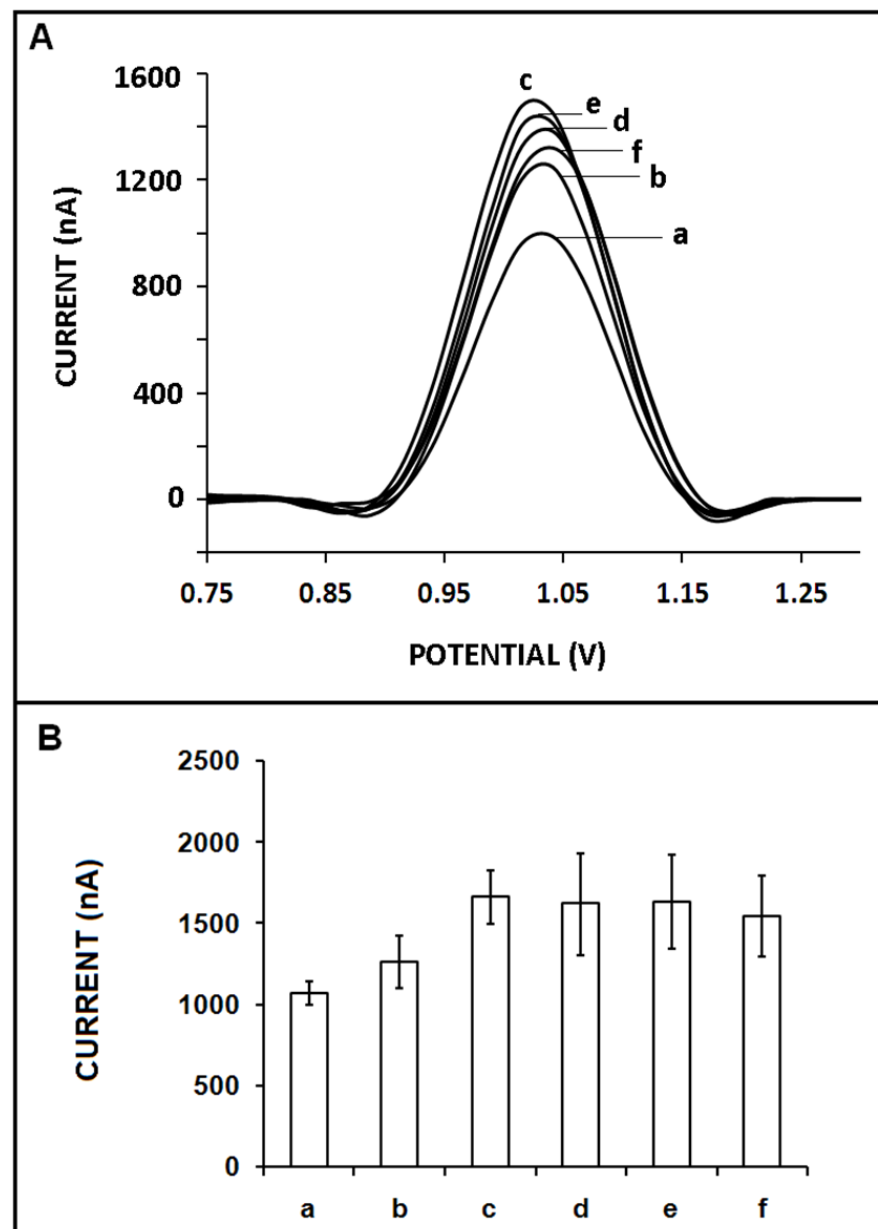 A
CURRENT (nA)
1600
1200
800
400
0
c
e
d
f
b
a
0.75 0.85 0.95 1.05 1.15 1.25
POTENTIAL (V)
B
CURRENT (nA)
2500
2000
1500
1000
500
0
a b c d e f